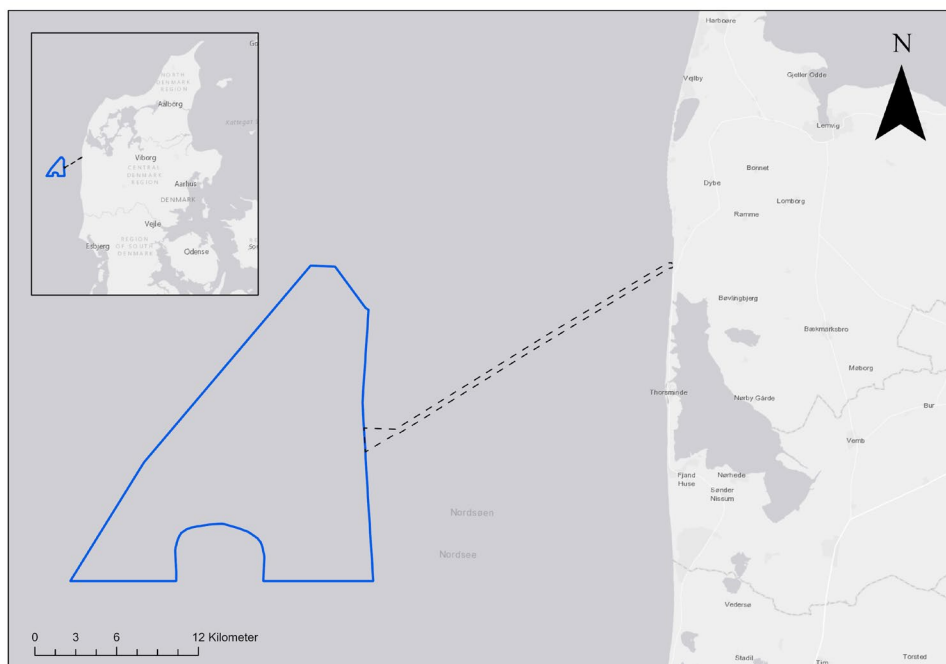 Harboøre
Vejlby
Gjeller Odde
Lemvig
N
NORTH
DENMARK
REGION
Aalborg
Viborg
CENTRAL
DENMARK
REGION
Aarhus
DENMARK
Vejle
Esbjerg
REGION
OF SOUTH
DENMARK
Odense
Bonnet
Dybe
Lomborg
Ramme
Bøvlingbjerg
Bækmarksbro
Møborg
Thorsminde
Nørby Gårde
Bur
Vemb
Fjand
Huse
Nørhede
Sønder
Nissum
Nordsøen
Nordsee
Vedersø
Stadil
Tim
Torsted
0 3 6 12 Kilometer